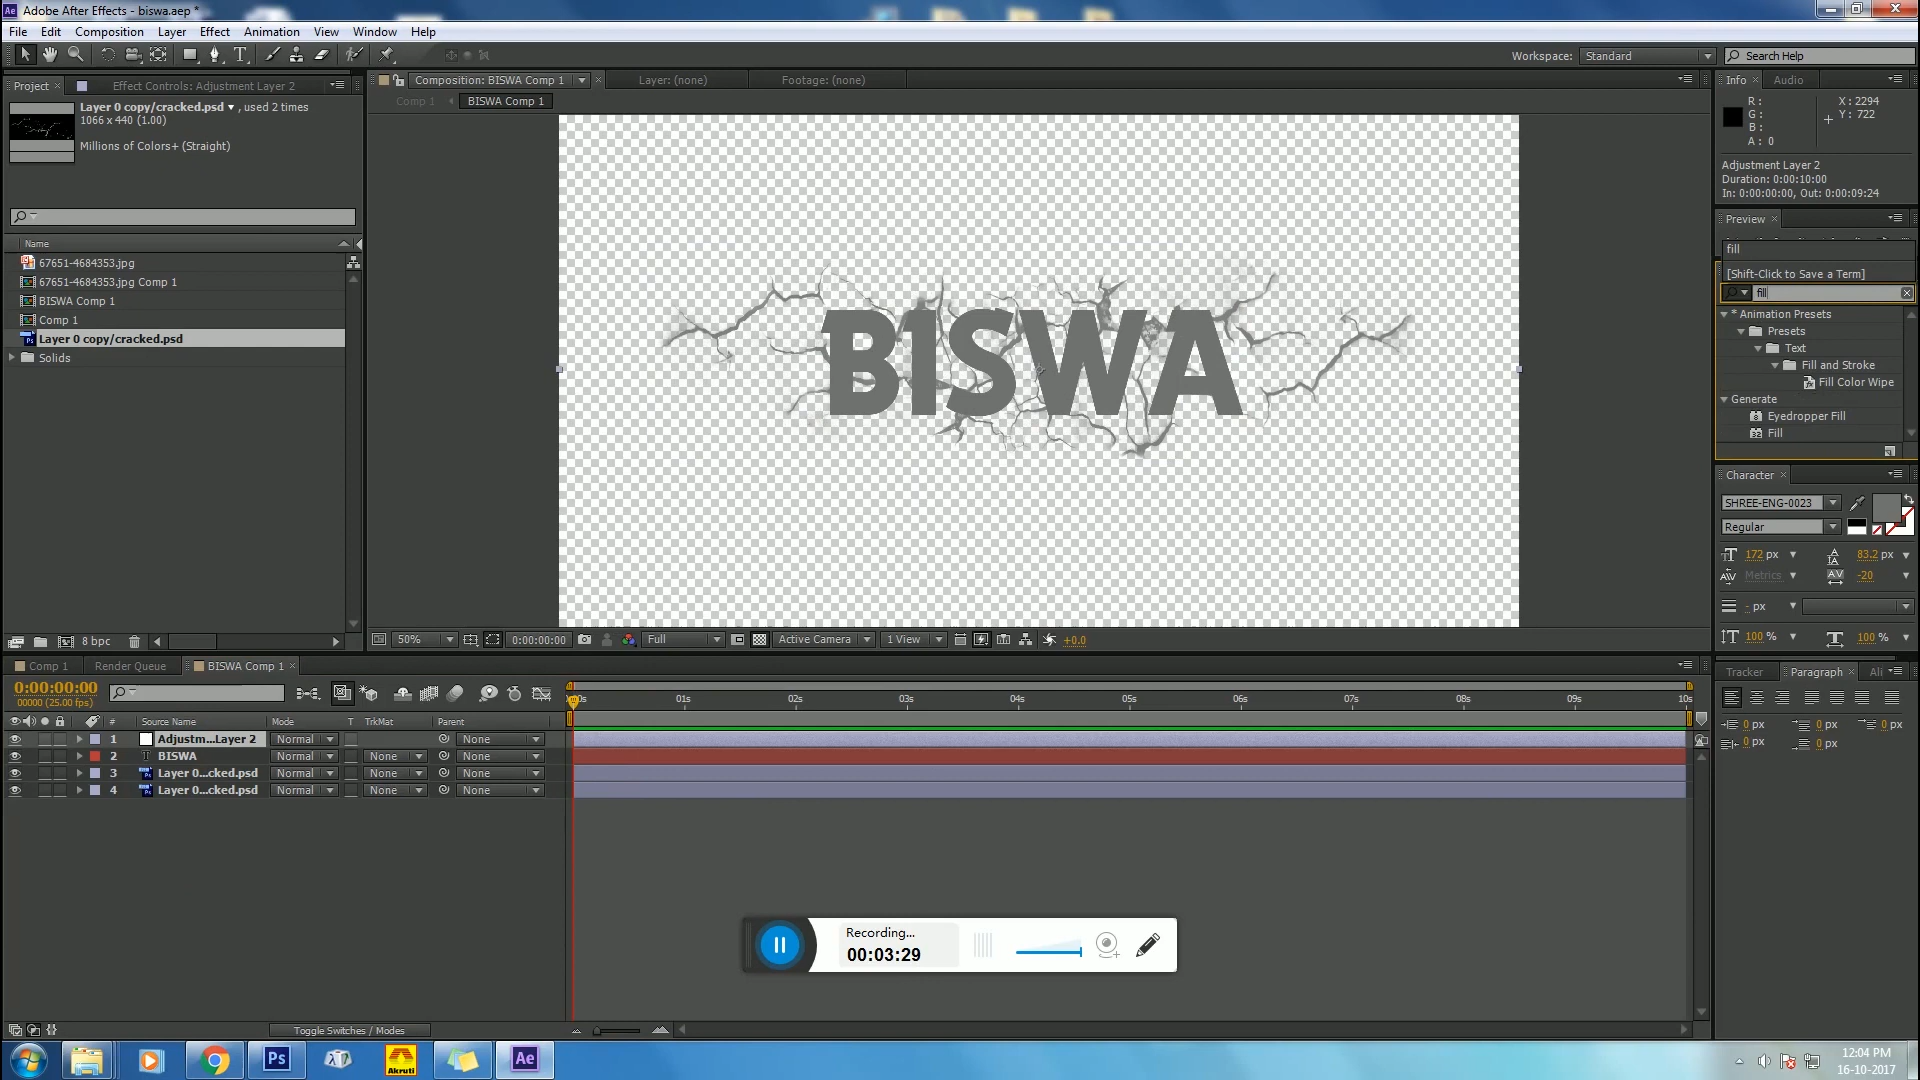 Adobe After Effects - biswa.aep *
File Edit Composition Layer Effect Animation View Window Help
Workspace: Standard Search Help
Project Effect Controls: Adjustment Layer 2
Composition: BISWA Comp 1 Layer: (none) Footage: (none)
Info Audio
Layer 0 copy/cracked.psd ▼ , used 2 times
1066 x 440 (1.00)
Millions of Colors+ (Straight)
Comp 1 BISWA Comp 1
R :
G :
B :
A : 0
X : 2294
Y : 722
Adjustment Layer 2
Duration: 0:00:10:00
In: 0:00:00:00, Out: 0:00:09:24
Preview
fill
[Shift-Click to Save a Term]
fill
* Animation Presets
Presets
Text
Fill and Stroke
Fill Color Wipe
Generate
Eyedropper Fill
Fill
Name
67651-4684353.jpg
67651-4684353.jpg Comp 1
BISWA Comp 1
Comp 1
Layer 0 copy/cracked.psd
Solids
BISWA
Character
SHREE-ENG-0023
Regular
172 px 83.2 px
Metrics -20
- px
100 % 100 %
8 bpc
50% 0:00:00:00 Full Active Camera 1 View +0.0
Comp 1 Render Queue BISWA Comp 1
Tracker Paragraph Ali
0:00:00:00
00000 (25.00 fps)
01s 02s 03s 04s 05s 06s 07s 08s 09s 10s
# Source Name Mode T TrkMat Parent
1 Adjustm...Layer 2 Normal None
2 BISWA Normal None None
3 Layer 0...cked.psd Normal None None
4 Layer 0...cked.psd Normal None None
0 px 0 px 0 px
0 px 0 px
Recording...
00:03:29
Toggle Switches / Modes
Ps
Akruti
Ae
12:04 PM
16-10-2017